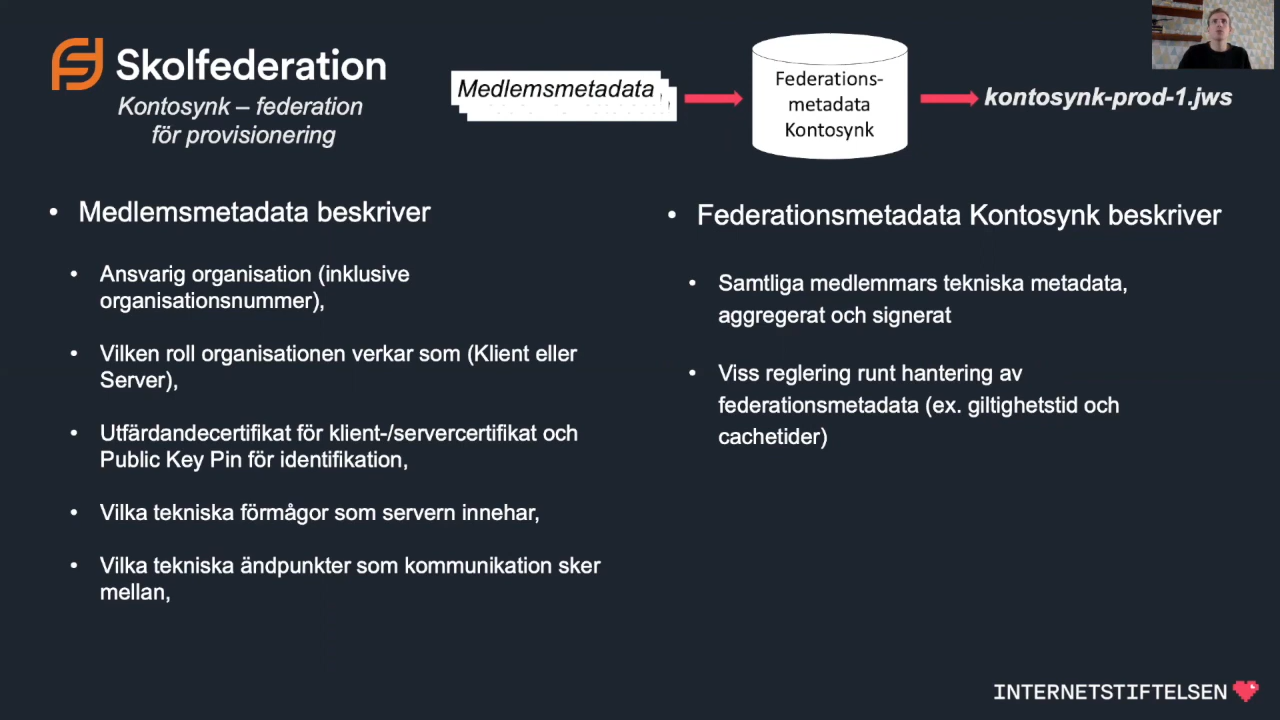 Skolfederation
Kontosynk – federation
för provisionering
Medlemsmetadata
Federations-
metadata
Kontosynk
kontosynk-prod-1.jws
• Medlemsmetadata beskriver
• Ansvarig organisation (inklusive
organisationsnummer),
• Vilken roll organisationen verkar som (Klient eller
Server),
• Utfärdandecertifikat för klient-/servercertifikat och
Public Key Pin för identifikation,
• Vilka tekniska förmågor som servern innehar,
• Vilka tekniska ändpunkter som kommunikation sker
mellan,
• Federationsmetadata Kontosynk beskriver
• Samtliga medlemmars tekniska metadata,
aggregerat och signerat
• Viss reglering runt hantering av
federationsmetadata (ex. giltighetstid och
cachetider)
INTERNETSTIFTELSEN